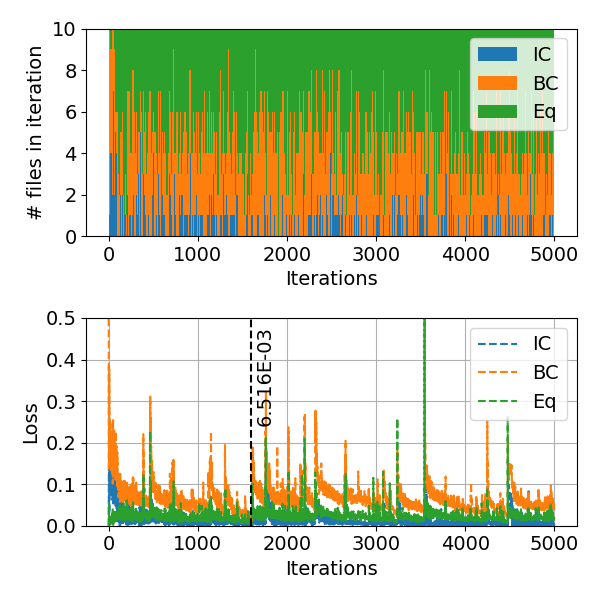 10
8
6
4
2
0
# files in iteration
IC
BC
Eq
0 1000 2000 3000 4000 5000
Iterations
0.5
0.4
0.3
0.2
0.1
0.0
Loss
6.516E-03
IC
BC
Eq
0 1000 2000 3000 4000 5000
Iterations